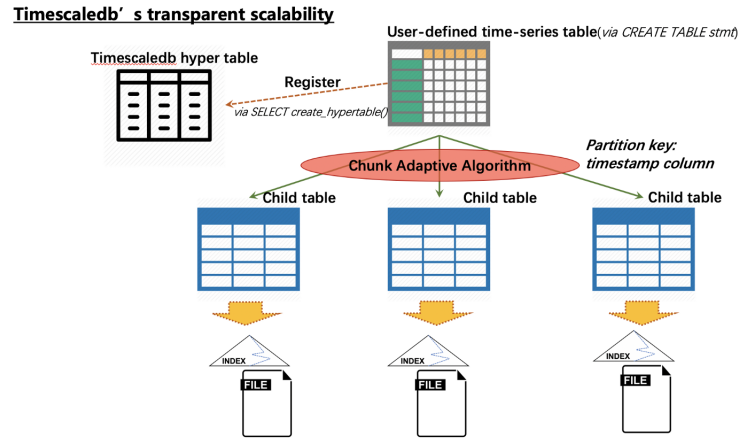 Timescaledb’s transparent scalability
User-defined time-series table(via CREATE TABLE stmt)
Timescaledb hyper table
Register
via SELECT create_hypertable()
Partition key:
timestamp column
Chunk Adaptive Algorithm
Child table
Child table
Child table
INDEX
INDEX
INDEX
FILE
FILE
FILE